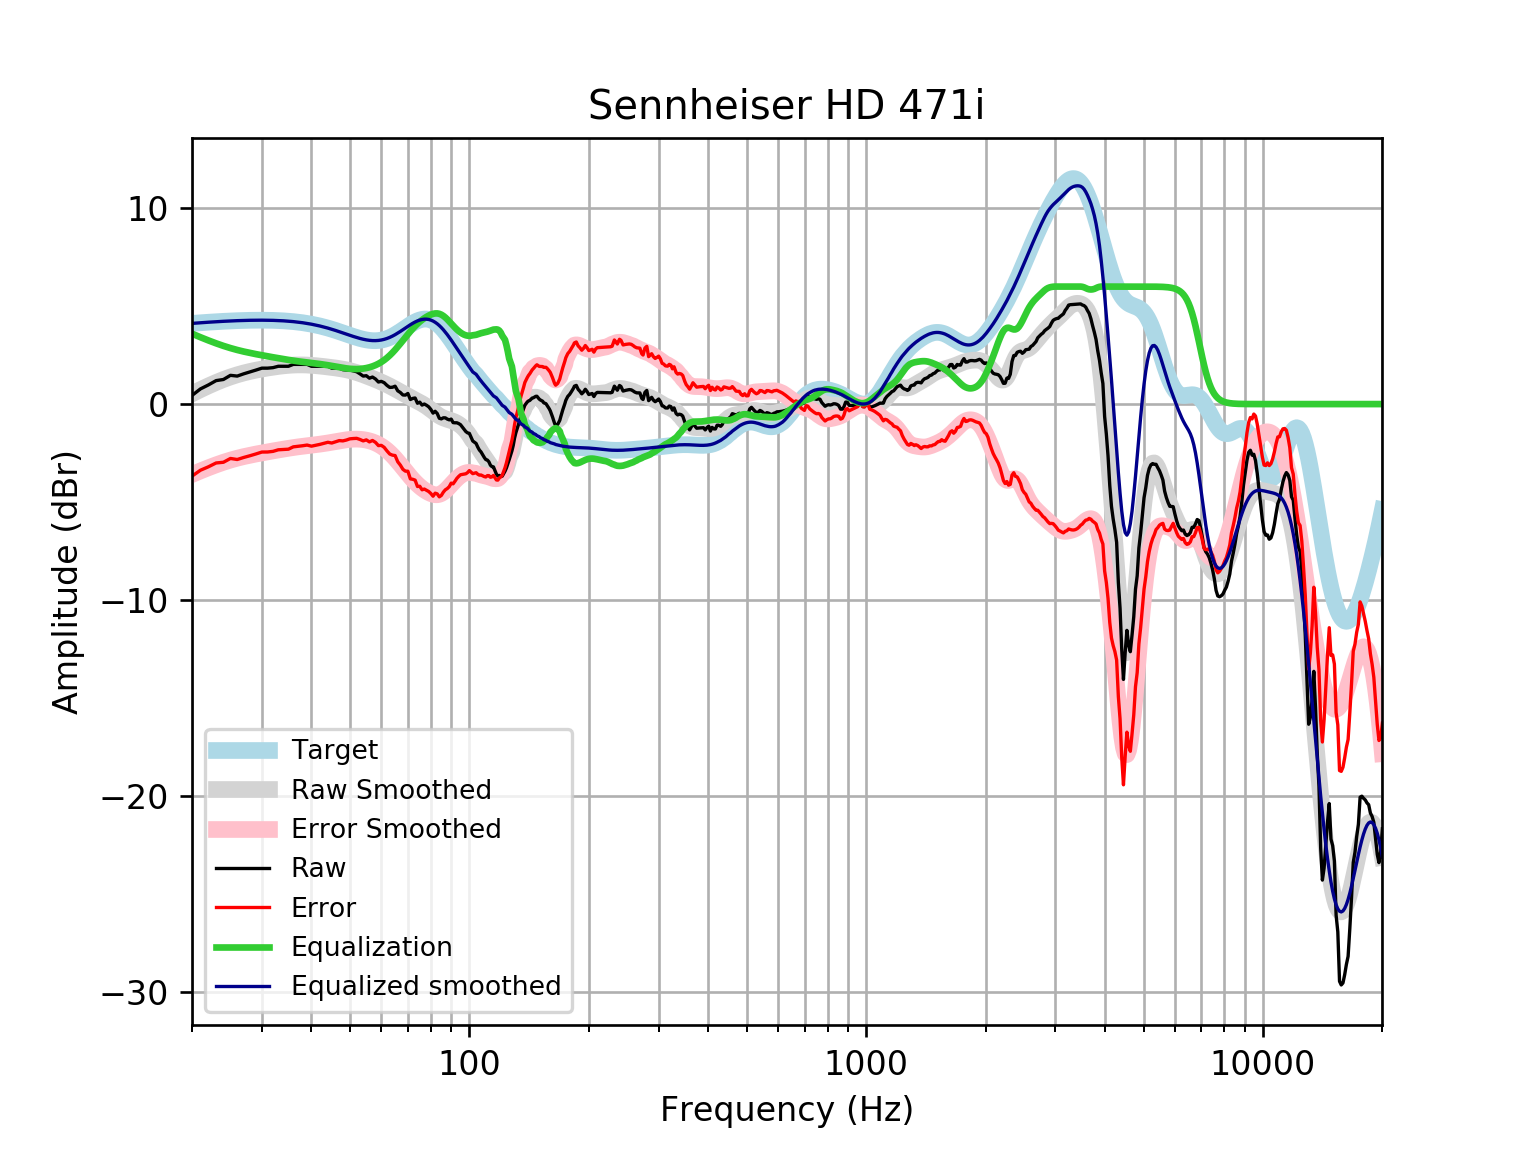 Sennheiser HD 471i
10
0
−10
−20
−30
Amplitude (dBr)
Target
Raw Smoothed
Error Smoothed
Raw
Error
Equalization
Equalized smoothed
100
1000
10000
Frequency (Hz)